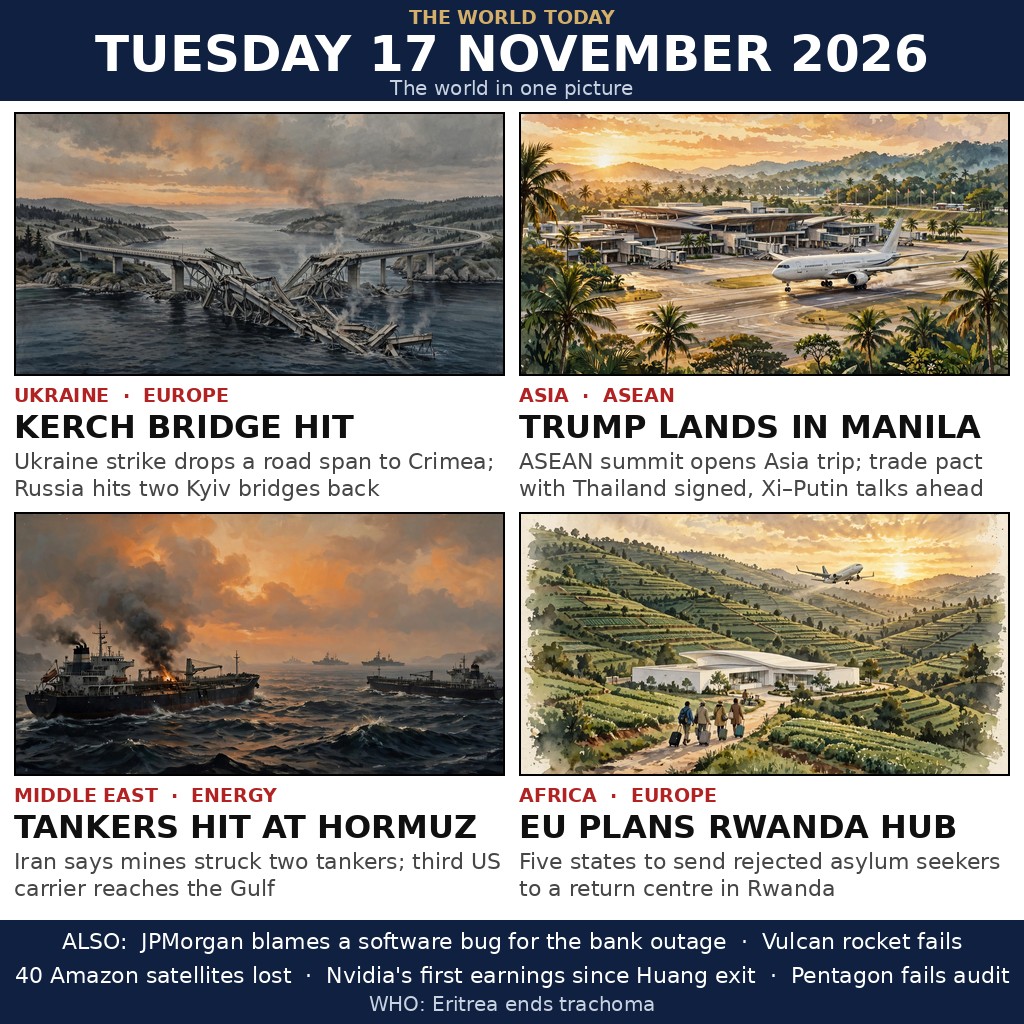 THE WORLD TODAY
TUESDAY 17 NOVEMBER 2026
The world in one picture
UKRAINE · EUROPE
KERCH BRIDGE HIT
Ukraine strike drops a road span to Crimea;
Russia hits two Kyiv bridges back
ASIA · ASEAN
TRUMP LANDS IN MANILA
ASEAN summit opens Asia trip; trade pact
with Thailand signed, Xi–Putin talks ahead
MIDDLE EAST · ENERGY
TANKERS HIT AT HORMUZ
Iran says mines struck two tankers; third US
carrier reaches the Gulf
AFRICA · EUROPE
EU PLANS RWANDA HUB
Five states to send rejected asylum seekers
to a return centre in Rwanda
ALSO: JPMorgan blames a software bug for the bank outage · Vulcan rocket fails
40 Amazon satellites lost · Nvidia's first earnings since Huang exit · Pentagon fails audit
WHO: Eritrea ends trachoma